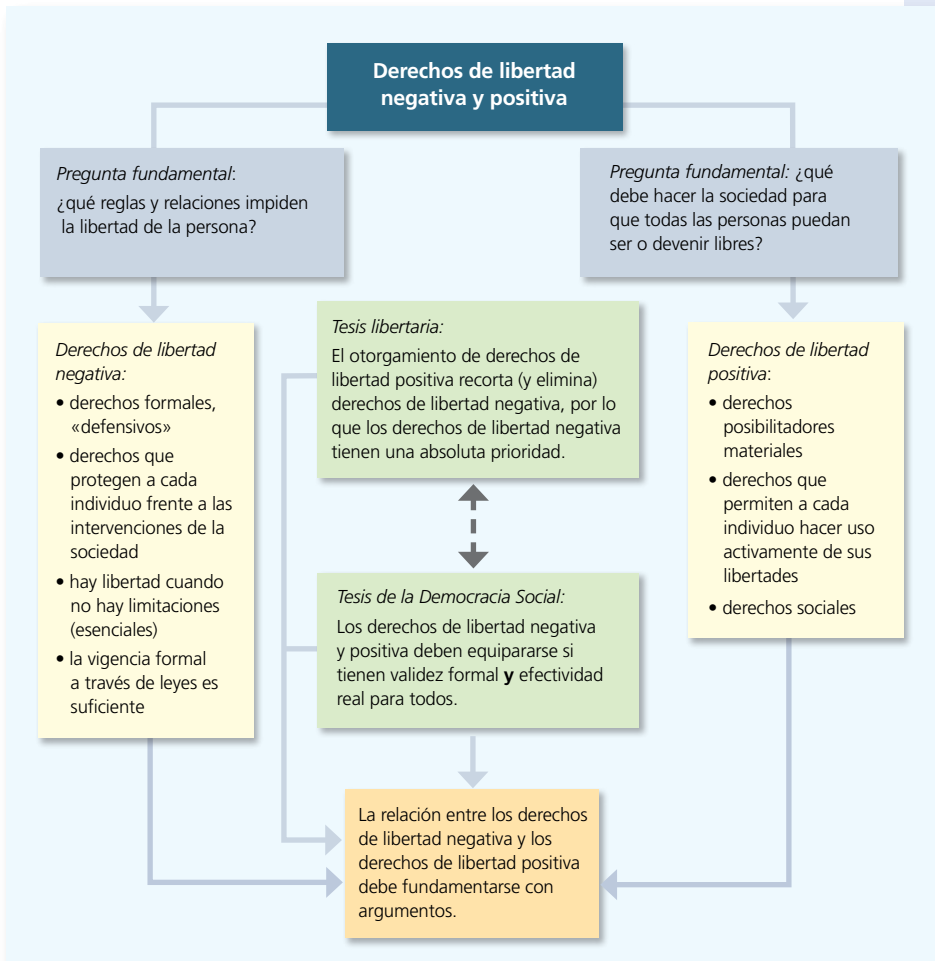 Derechos de libertad
negativa y positiva
Pregunta fundamental:
¿qué reglas y relaciones impiden
la libertad de la persona?
Pregunta fundamental: ¿qué
debe hacer la sociedad para
que todas las personas puedan
ser o devenir libres?
Derechos de libertad
negativa:
• derechos formales,
«defensivos»
• derechos que
protegen a cada
individuo frente a las
intervenciones de la
sociedad
• hay libertad cuando
no hay limitaciones
(esenciales)
• la vigencia formal
a través de leyes es
suficiente
Tesis libertaria:
El otorgamiento de derechos de
libertad positiva recorta (y elimina)
derechos de libertad negativa, por lo
que los derechos de libertad negativa
tienen una absoluta prioridad.
Tesis de la Democracia Social:
Los derechos de libertad negativa
y positiva deben equipararse si
tienen validez formal y efectividad
real para todos.
Derechos de libertad
positiva:
• derechos
posibilitadores
materiales
• derechos que
permiten a cada
individuo hacer uso
activamente de sus
libertades
• derechos sociales
La relación entre los derechos
de libertad negativa y los
derechos de libertad positiva
debe fundamentarse con
argumentos.